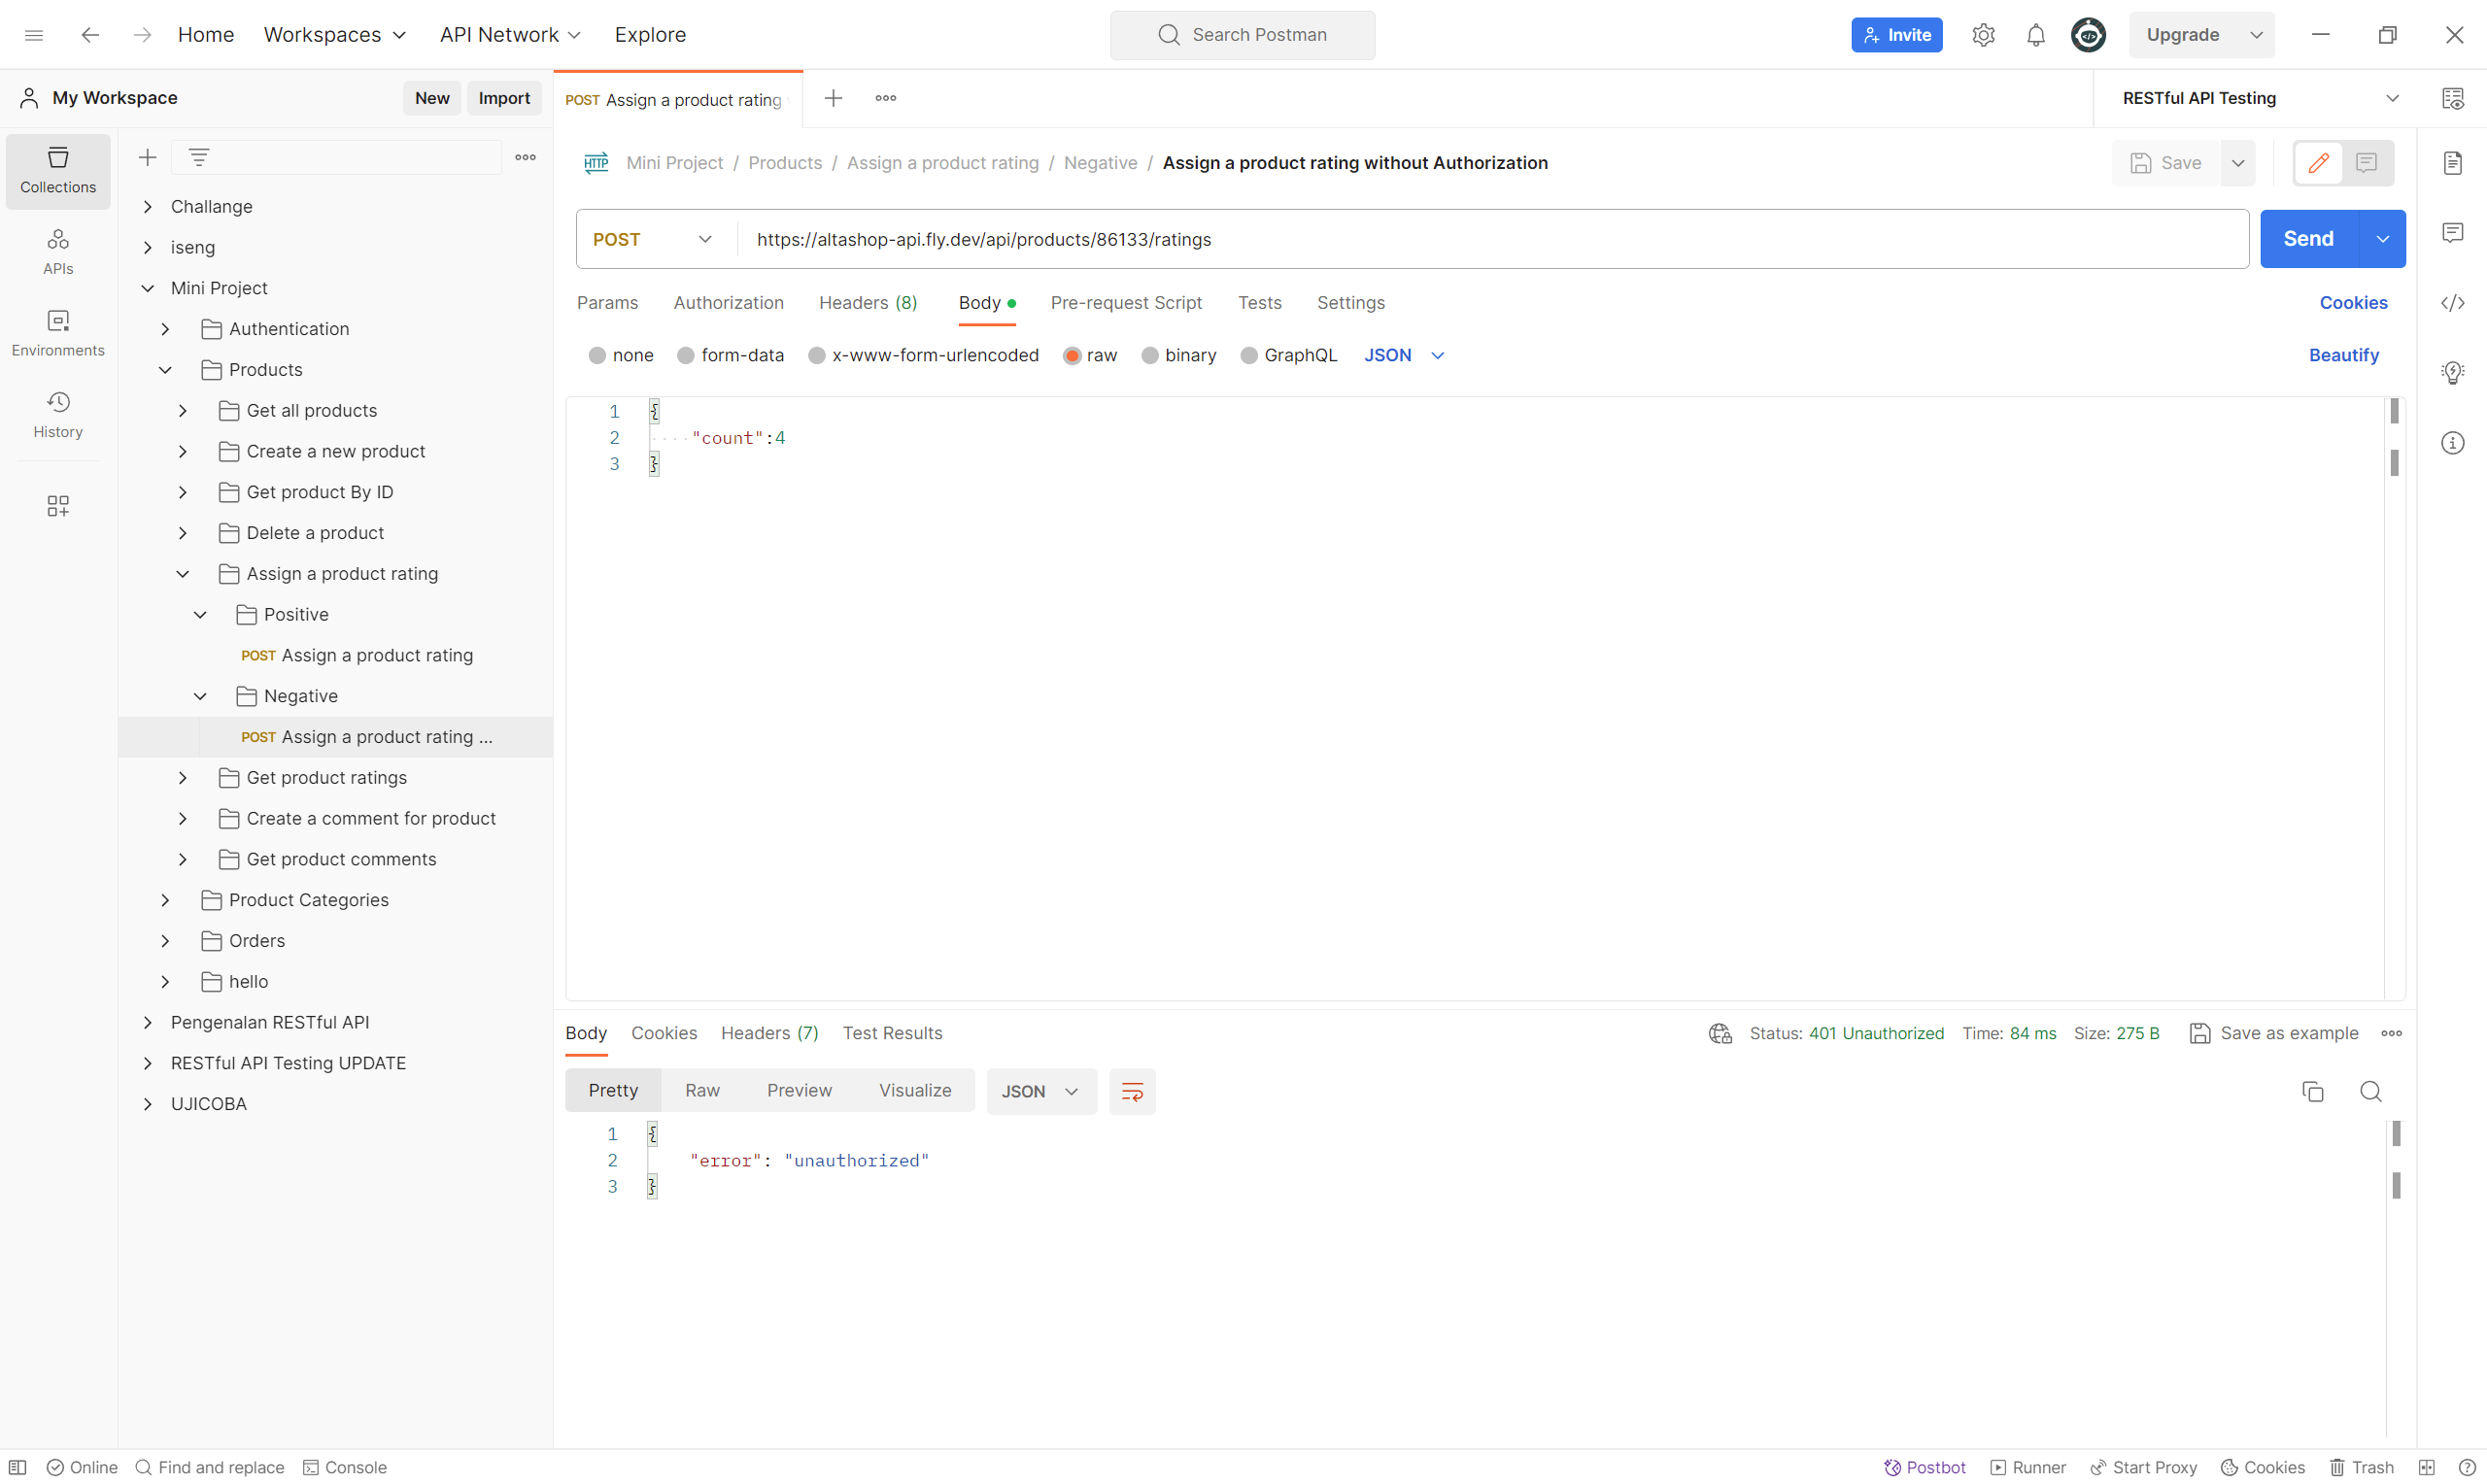 Home Workspaces API Network Explore Search Postman Invite Upgrade
My Workspace New Import POST Assign a product rating RESTful API Testing
Collections
APIs
Environments
History
Challange
iseng
Mini Project
Authentication
Products
Get all products
Create a new product
Get product By ID
Delete a product
Assign a product rating
Positive
POST Assign a product rating
Negative
POST Assign a product rating ...
Get product ratings
Create a comment for product
Get product comments
Product Categories
Orders
hello
Pengenalan RESTful API
RESTful API Testing UPDATE
UJICOBA
HTTP Mini Project / Products / Assign a product rating / Negative / Assign a product rating without Authorization Save
POST https://altashop-api.fly.dev/api/products/86133/ratings Send
Params Authorization Headers (8) Body Pre-request Script Tests Settings Cookies
none form-data x-www-form-urlencoded raw binary GraphQL JSON Beautify
1 {
2 ····"count":4
3 }
Body Cookies Headers (7) Test Results Status: 401 Unauthorized Time: 84 ms Size: 275 B Save as example
Pretty Raw Preview Visualize JSON
1 {
2 "error": "unauthorized"
3 }
Online Find and replace Console Postbot Runner Start Proxy Cookies Trash